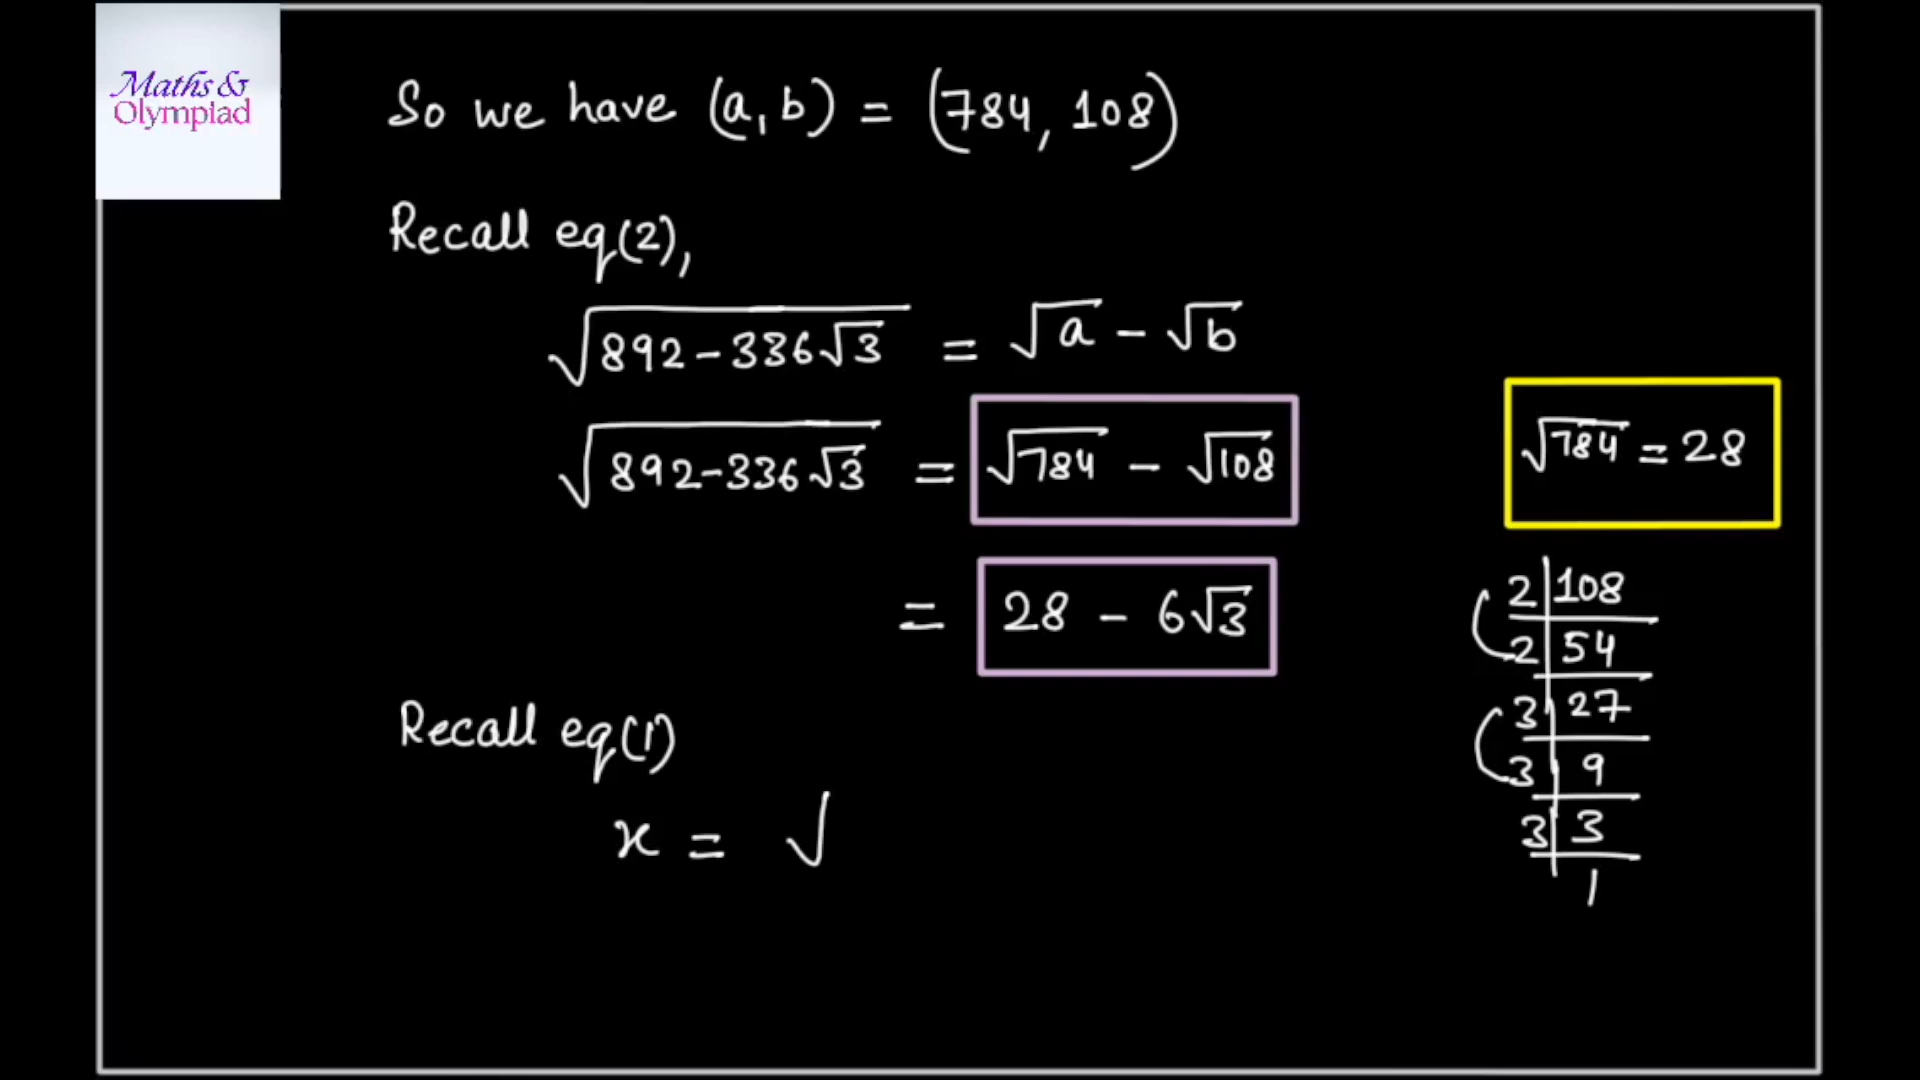 Maths &
Olympiad
So we have (a, b) = (784, 108)
Recall eq(2),
√(892-336√3) = √a - √b
√(892-336√3) = √784 - √108
√784 = 28
= 28 - 6√3
2 | 108
2 | 54
3 | 27
3 | 9
3 | 3
1
Recall eq(1)
x = √